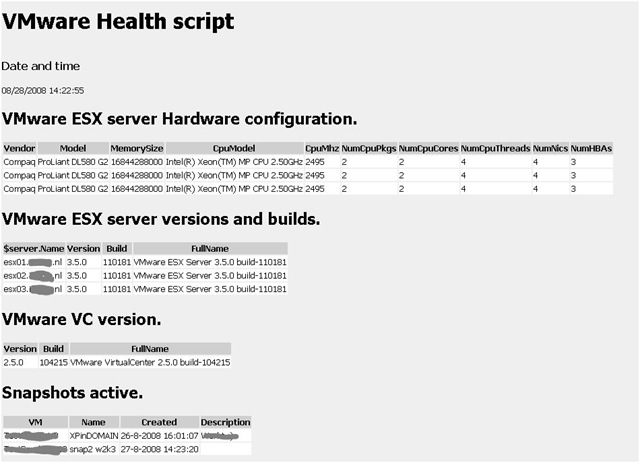 VMware Health script
Date and time
08/28/2008 14:22:55
VMware ESX server Hardware configuration.
Vendor Model MemorySize CpuModel CpuMhz NumCpuPkgs NumCpuCores NumCpuThreads NumNics NumHBAs
Compaq ProLiant DL580 G2 16844288000 Intel(R) Xeon(TM) MP CPU 2.50GHz 2495 2 2 4 4 3
Compaq ProLiant DL580 G2 16844288000 Intel(R) Xeon(TM) MP CPU 2.50GHz 2495 2 2 4 4 3
Compaq ProLiant DL580 G2 16844288000 Intel(R) Xeon(TM) MP CPU 2.50GHz 2495 2 2 4 4 3
VMware ESX server versions and builds.
$server.Name Version Build FullName
esx01. .nl 3.5.0 110181 VMware ESX Server 3.5.0 build-110181
esx02. .nl 3.5.0 110181 VMware ESX Server 3.5.0 build-110181
esx03. .nl 3.5.0 110181 VMware ESX Server 3.5.0 build-110181
VMware VC version.
Version Build FullName
2.5.0 104215 VMware VirtualCenter 2.5.0 build-104215
Snapshots active.
VM Name Created Description
XPinDOMAIN 26-8-2008 16:01:07
snap2 w2k3 27-8-2008 14:23:20